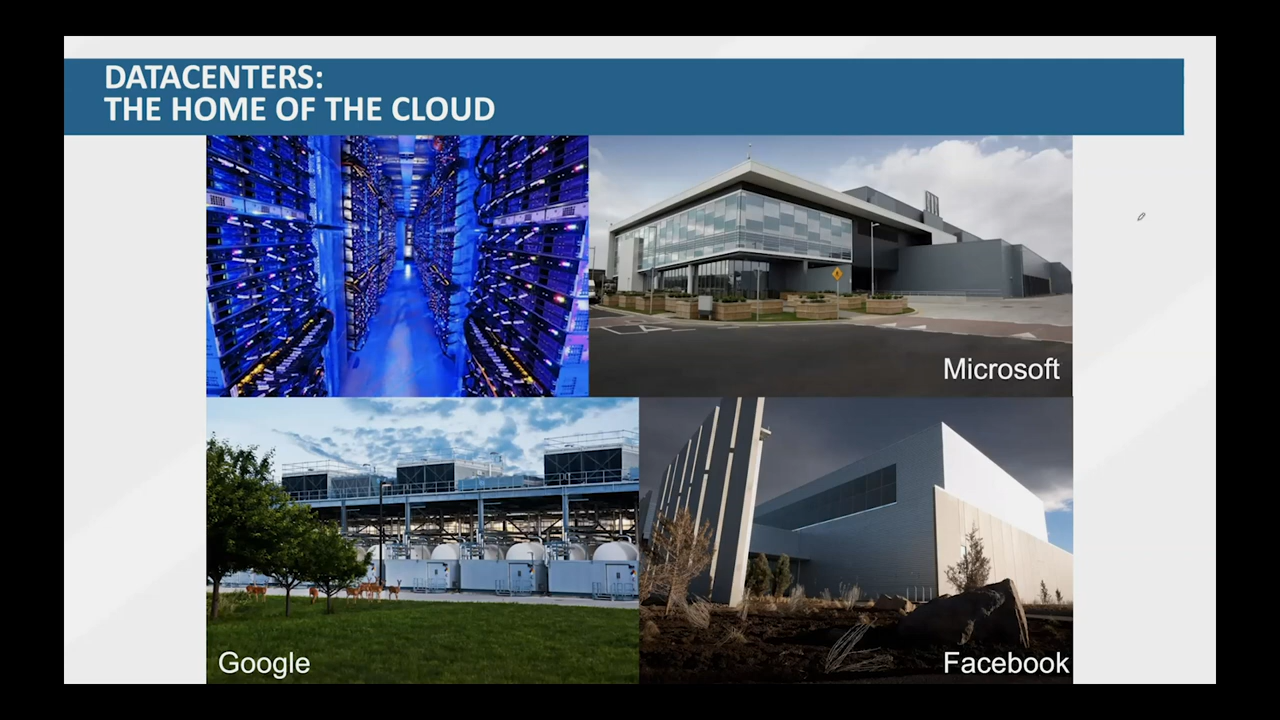 DATACENTERS:
THE HOME OF THE CLOUD
Microsoft
Google
Facebook